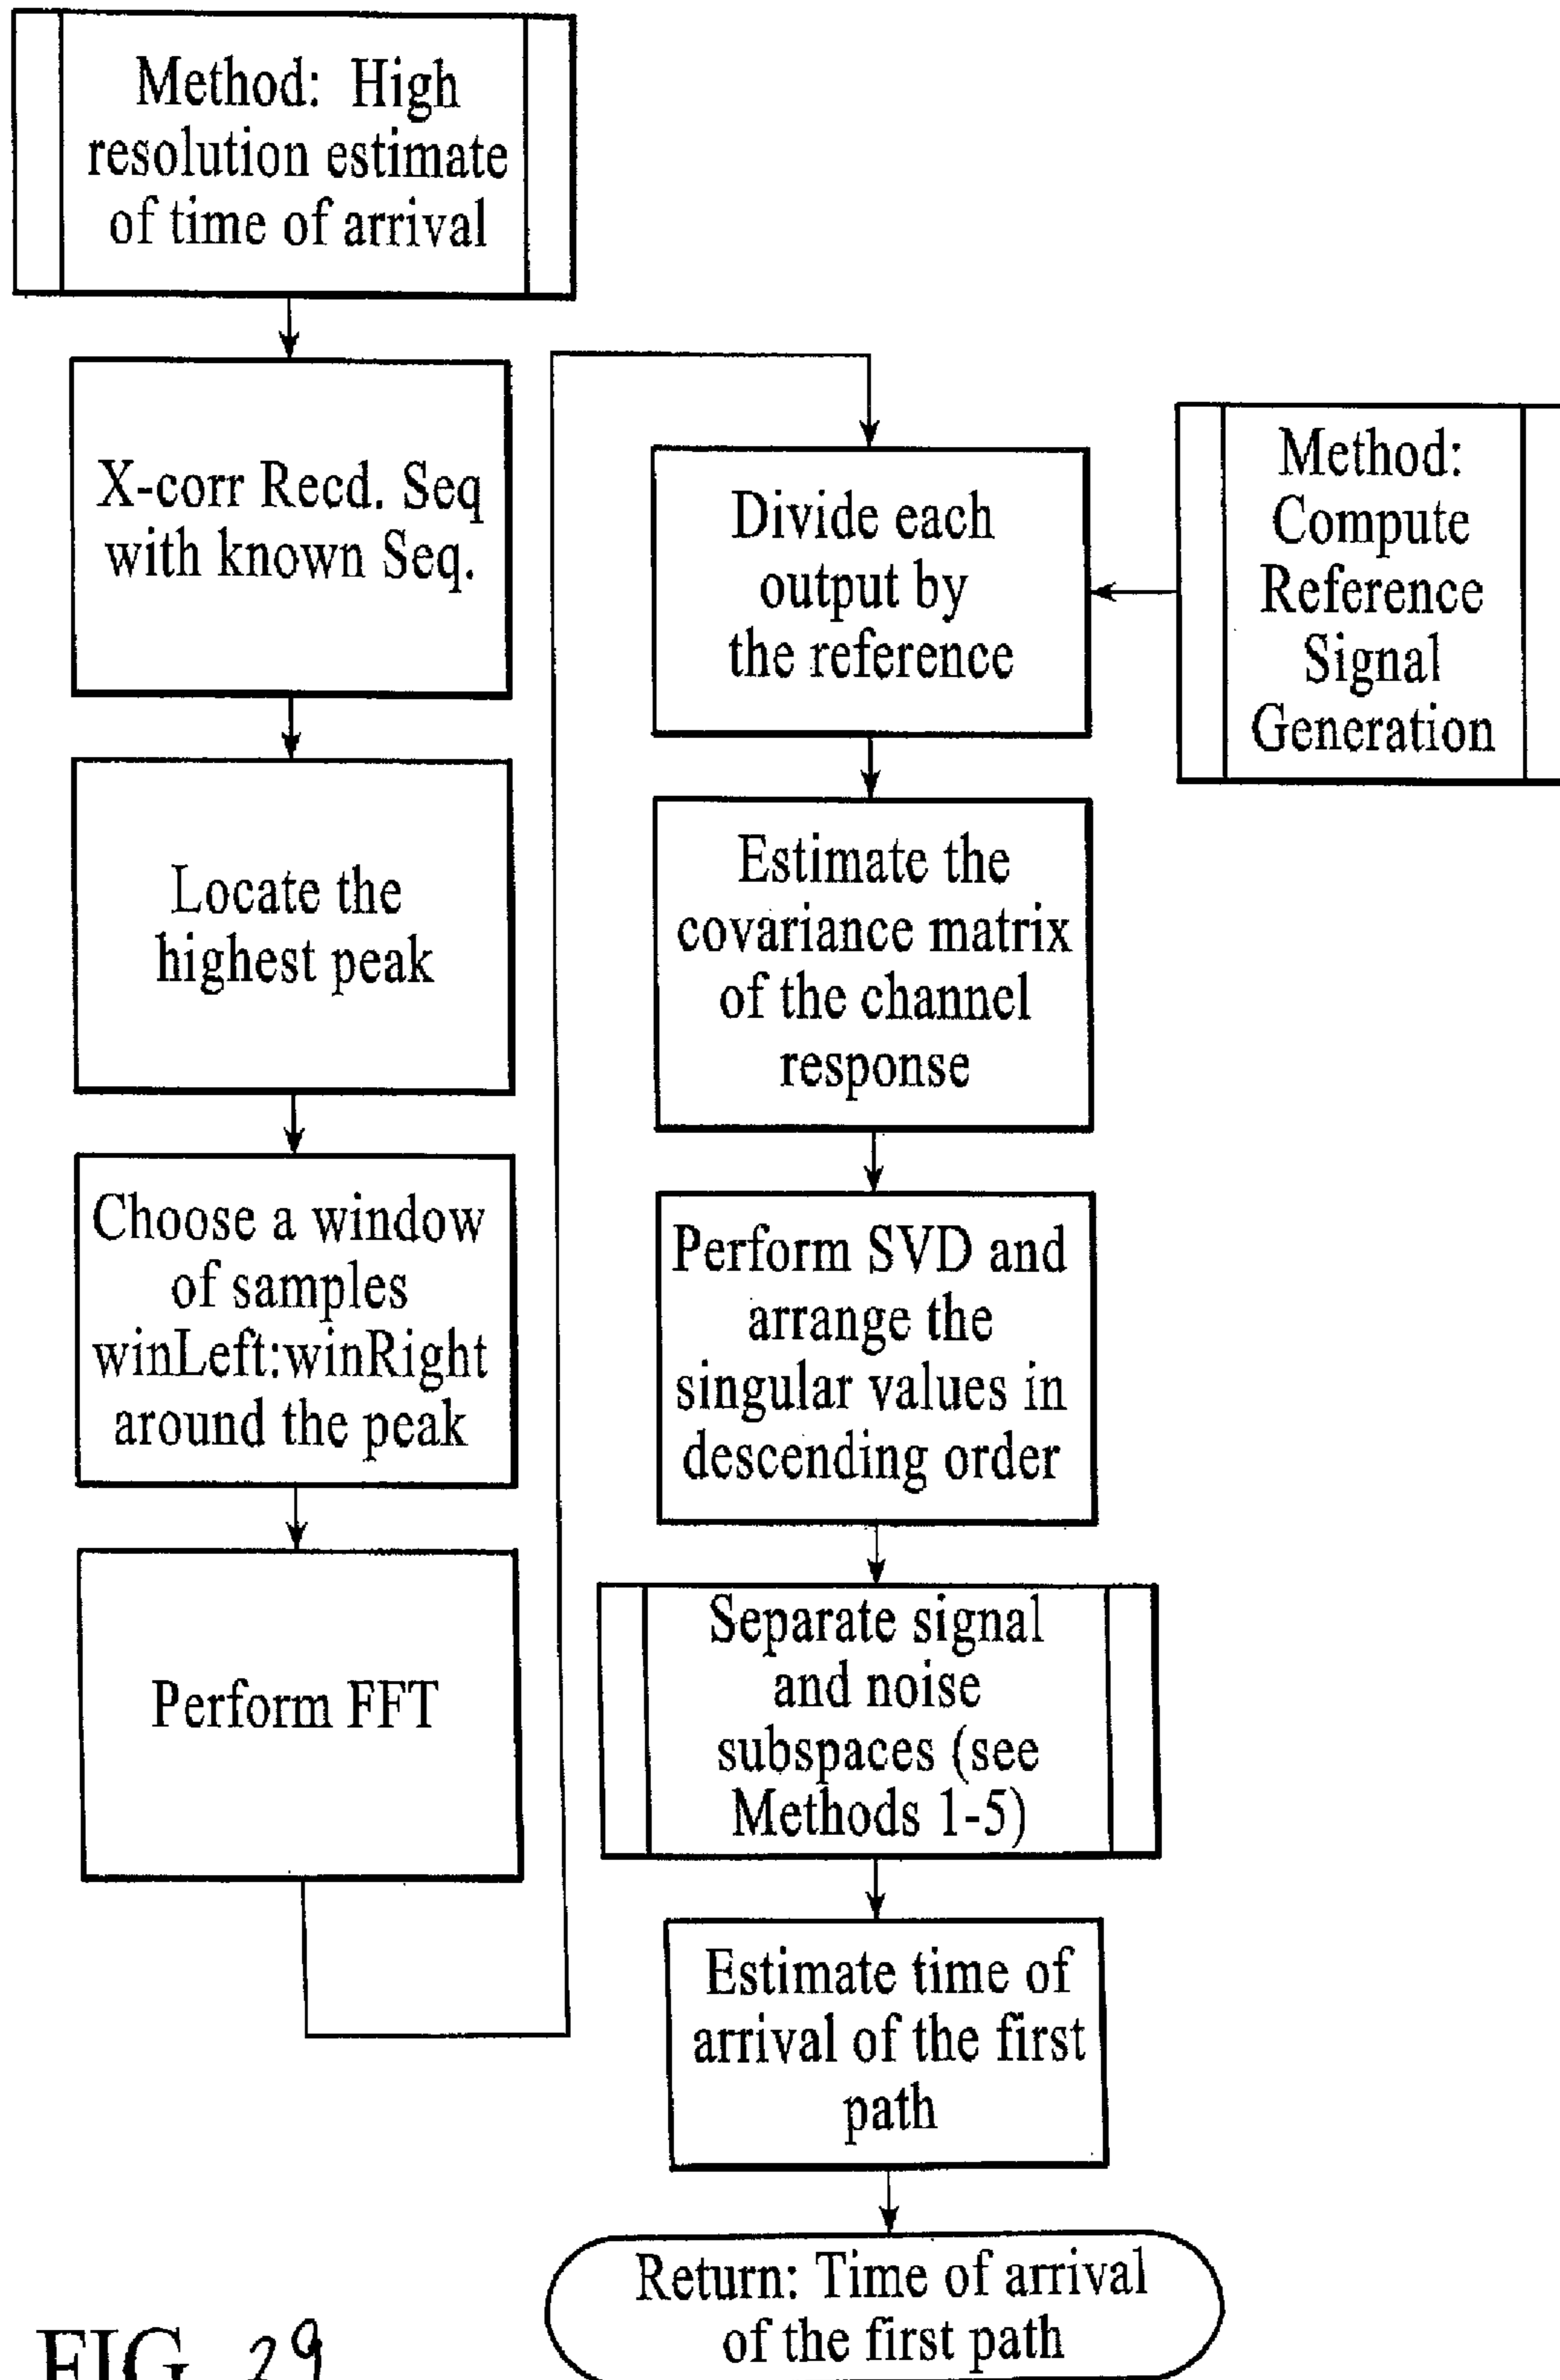 Method: High
resolution estimate
of time of arrival
X-corr Recd. Seq
with known Seq.
Locate the
highest peak
Choose a window
of samples
winLeft:winRight
around the peak
Perform FFT
Divide each
output by
the reference
Method:
Compute
Reference
Signal
Generation
Estimate the
covariance matrix
of the channel
response
Perform SVD and
arrange the
singular values in
descending order
Separate signal
and noise
subspaces (see
Methods 1-5)
Estimate time of
arrival of the first
path
Return: Time of arrival
of the first path
FIG. 29